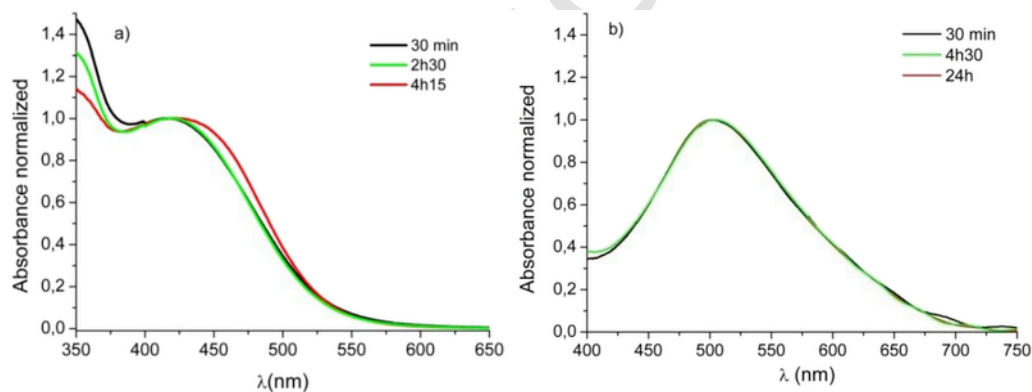 a)
30 min
2h30
4h15
Absorbance normalized
1,4
1,2
1,0
0,8
0,6
0,4
0,2
0,0
350 400 450 500 550 600 650
λ(nm)
b)
30 min
4h30
24h
Absorbance normalized
1,4
1,2
1,0
0,8
0,6
0,4
0,2
0,0
400 450 500 550 600 650 700 750
λ (nm)